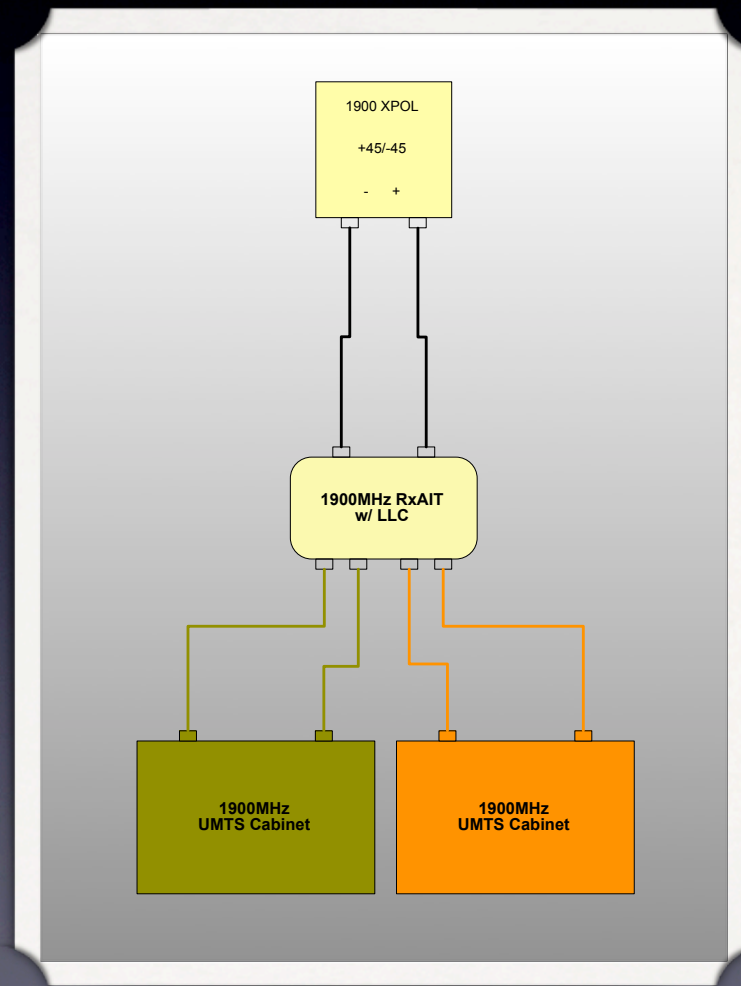 1900 XPOL
+45/-45
- +
1900MHz RxAIT
w/ LLC
1900MHz
UMTS Cabinet
1900MHz
UMTS Cabinet